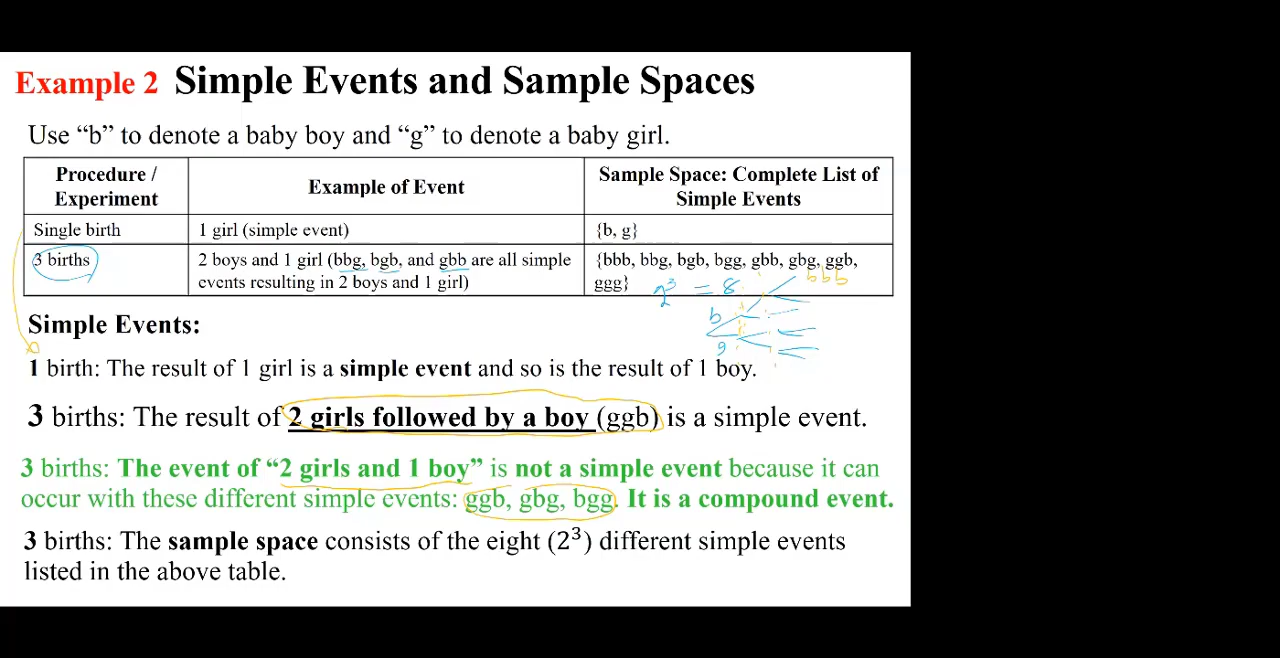 Example 2 Simple Events and Sample Spaces
Use “b” to denote a baby boy and “g” to denote a baby girl.
Procedure / Experiment
Example of Event
Sample Space: Complete List of Simple Events
Single birth
1 girl (simple event)
{b, g}
3 births
2 boys and 1 girl (bbg, bgb, and gbb are all simple
events resulting in 2 boys and 1 girl)
{bbb, bbg, bgb, bgg, gbb, gbg, ggb,
ggg}
2³ = 8
bbb
b
g
Simple Events:
1 birth: The result of 1 girl is a simple event and so is the result of 1 boy.
3 births: The result of 2 girls followed by a boy (ggb) is a simple event.
3 births: The event of “2 girls and 1 boy” is not a simple event because it can
occur with these different simple events: ggb, gbg, bgg. It is a compound event.
3 births: The sample space consists of the eight (2³) different simple events
listed in the above table.